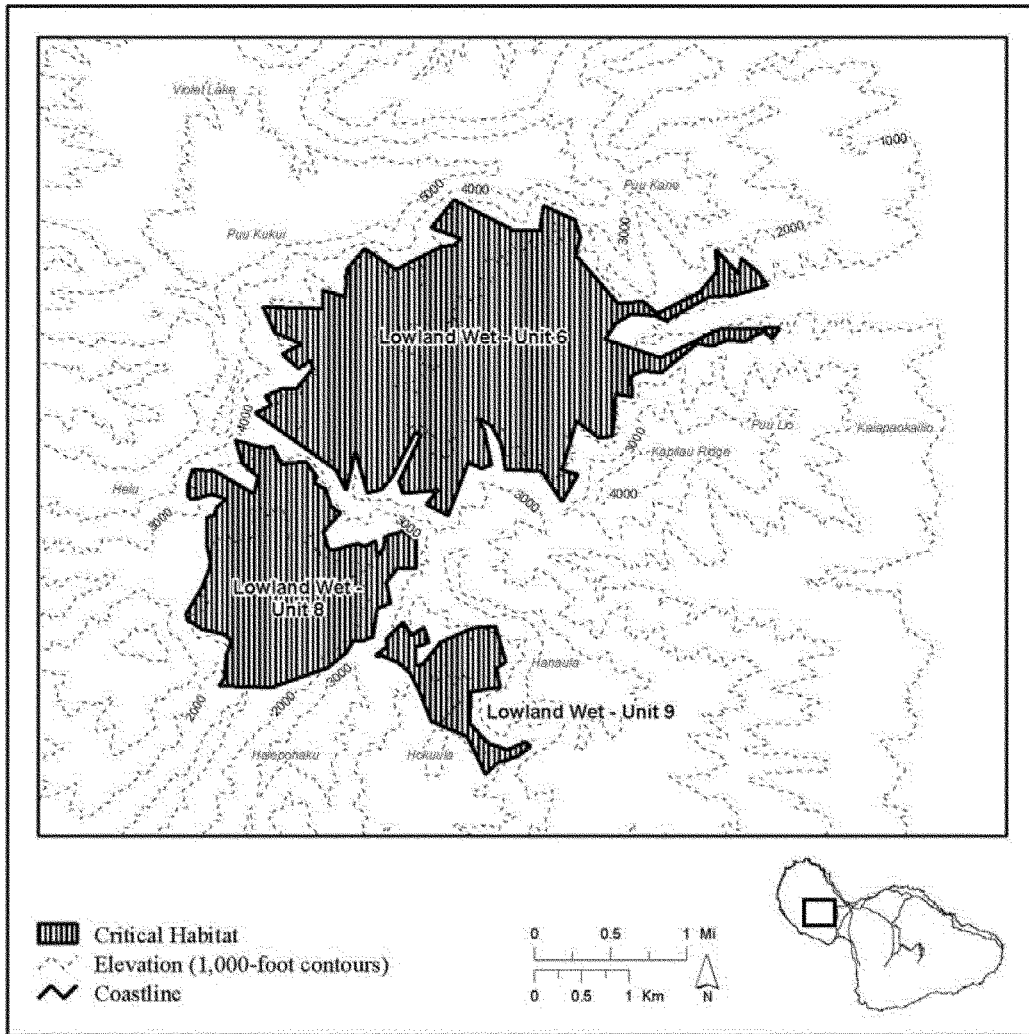 Violet Lake
1000
5000
4000
Puu Kane
Puu Kukui
3000
2000
Lowland Wet - Unit 6
4000
3000
Puu Lio
Kapilau Ridge
Kalapaokailio
Helu
3000
3000
3000
4000
Lowland Wet -
Unit 8
Hanaula
3000
2000
2000
Lowland Wet - Unit 9
Halepohaku
Hokuula
Critical Habitat
Elevation (1,000-foot contours)
Coastline
0 0.5 1 Mi
0 0.5 1 Km
N